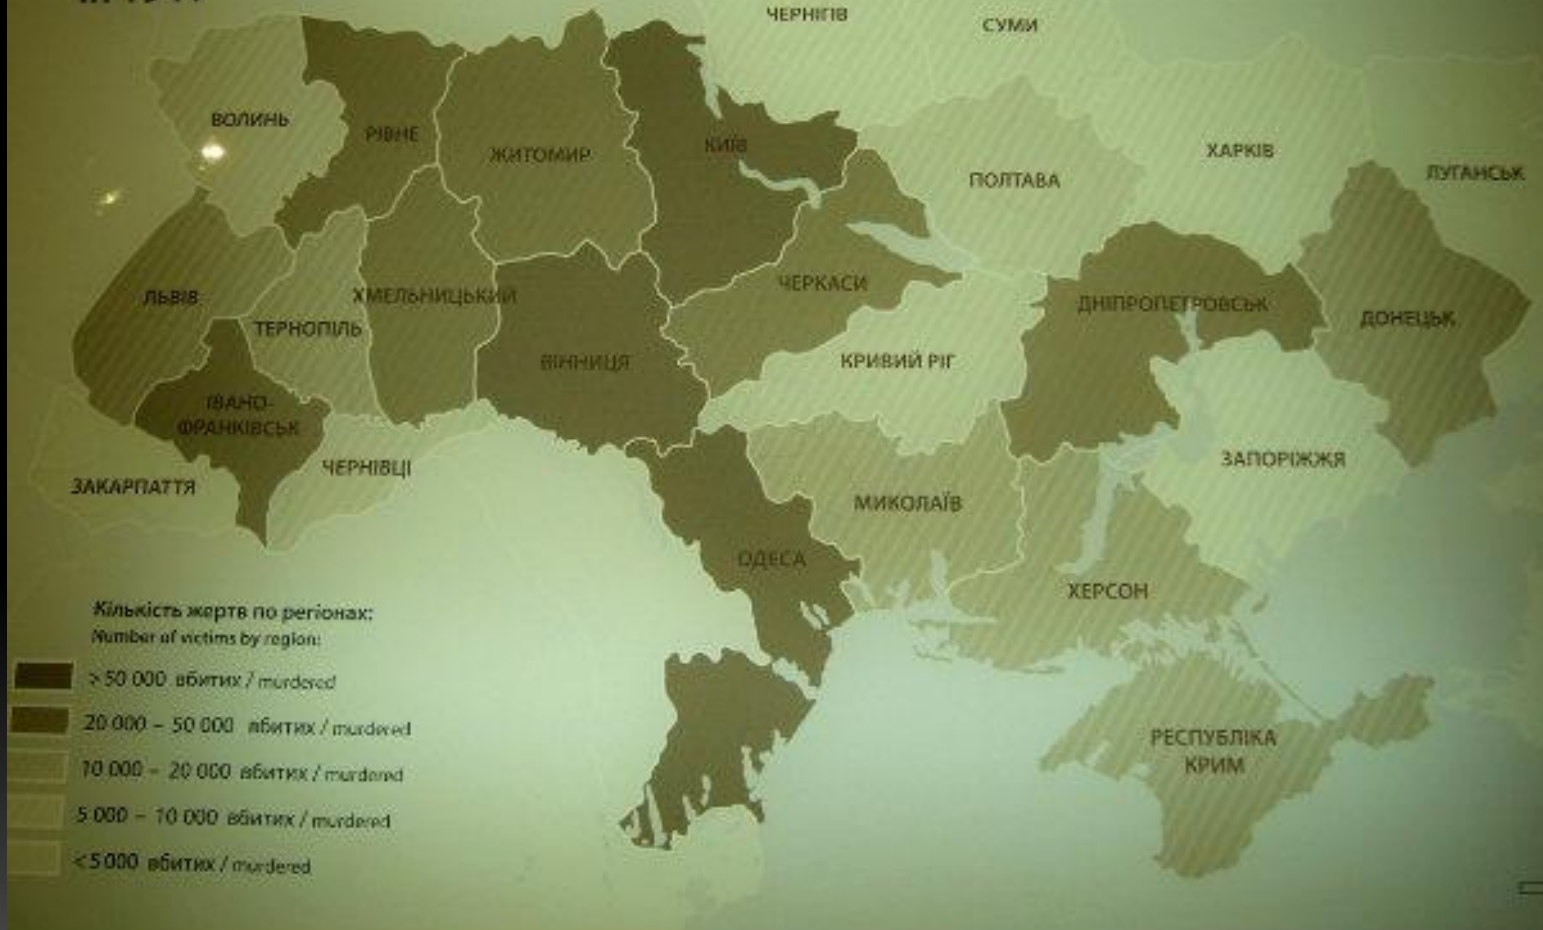 ЧЕРНІГІВ
СУМИ
ВОЛИНЬ
РІВНЕ
ЖИТОМИР
КИЇВ
ПОЛТАВА
ХАРКІВ
ЛУГАНСЬК
ЛЬВІВ
ТЕРНОПІЛЬ
ХМЕЛЬНИЦЬКИЙ
ЧЕРКАСИ
ДНІПРОПЕТРОВСЬК
ДОНЕЦЬК
ВІННИЦЯ
КРИВИЙ РІГ
ІВАНО-
ФРАНКІВСЬК
ЧЕРНІВЦІ
ЗАКАРПАТТЯ
ЗАПОРІЖЖЯ
МИКОЛАЇВ
ОДЕСА
ХЕРСОН
РЕСПУБЛІКА
КРИМ
Кількість жертв по регіонах:
Number of victims by region:
> 50 000 вбитих / murdered
20 000 – 50 000 вбитих / murdered
10 000 – 20 000 вбитих / murdered
5 000 – 10 000 вбитих / murdered
< 5 000 вбитих / murdered